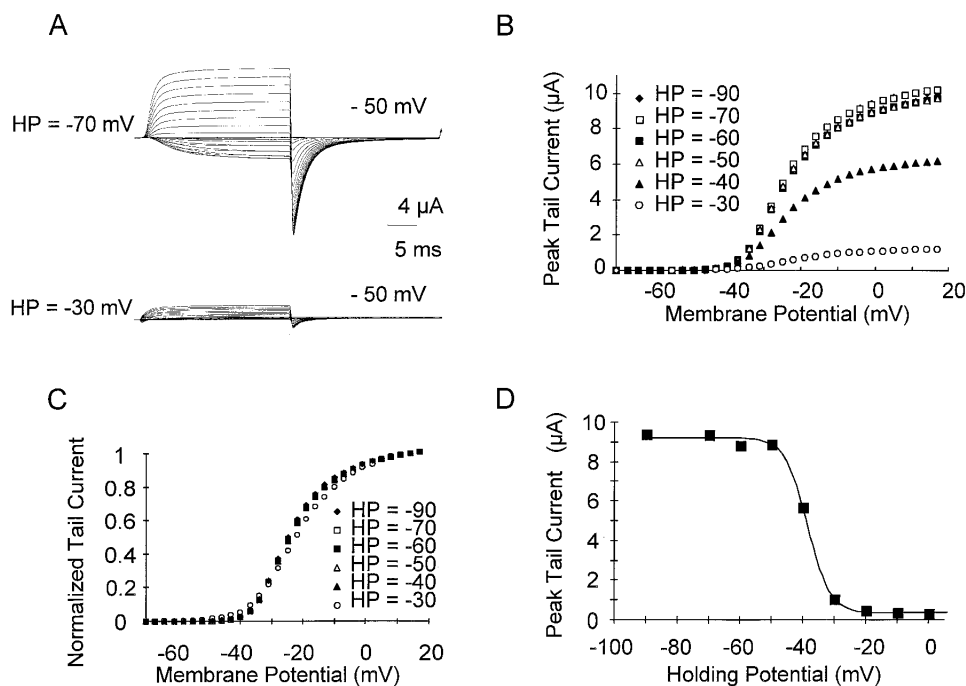 A
HP = -70 mV
- 50 mV
4 µA
5 ms
HP = -30 mV
- 50 mV
B
Peak Tail Current (µA)
10
8
6
4
2
0
HP = -90
HP = -70
HP = -60
HP = -50
HP = -40
HP = -30
-60 -40 -20 0 20
Membrane Potential (mV)
C
Normalized Tail Current
1
0.8
0.6
0.4
0.2
0
HP = -90
HP = -70
HP = -60
HP = -50
HP = -40
HP = -30
-60 -40 -20 0 20
Membrane Potential (mV)
D
Peak Tail Current (µA)
10
8
6
4
2
0
-100 -80 -60 -40 -20 0
Holding Potential (mV)